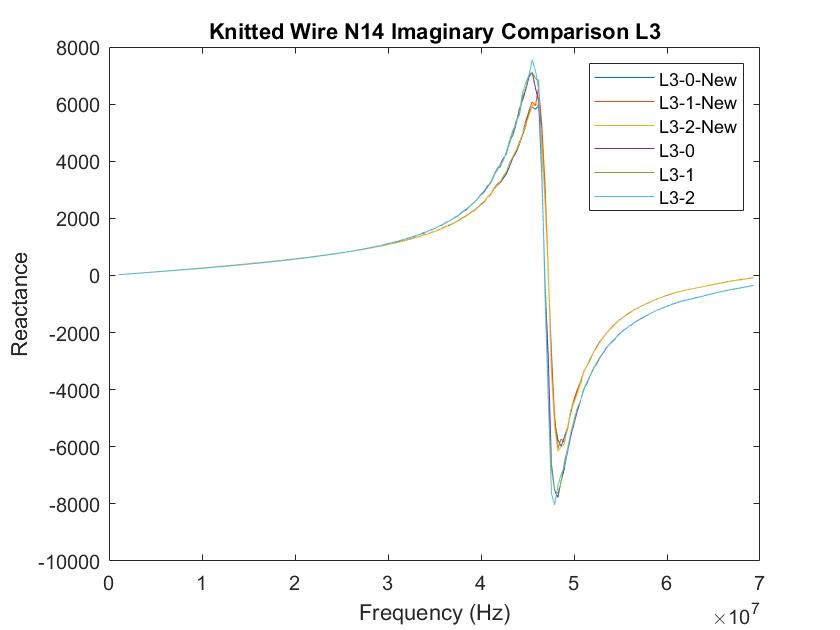 Knitted Wire N14 Imaginary Comparison L3
8000
6000
4000
2000
0
-2000
-4000
-6000
-8000
-10000
Reactance
L3-0-New
L3-1-New
L3-2-New
L3-0
L3-1
L3-2
0 1 2 3 4 5 6 7
Frequency (Hz)
×10⁷